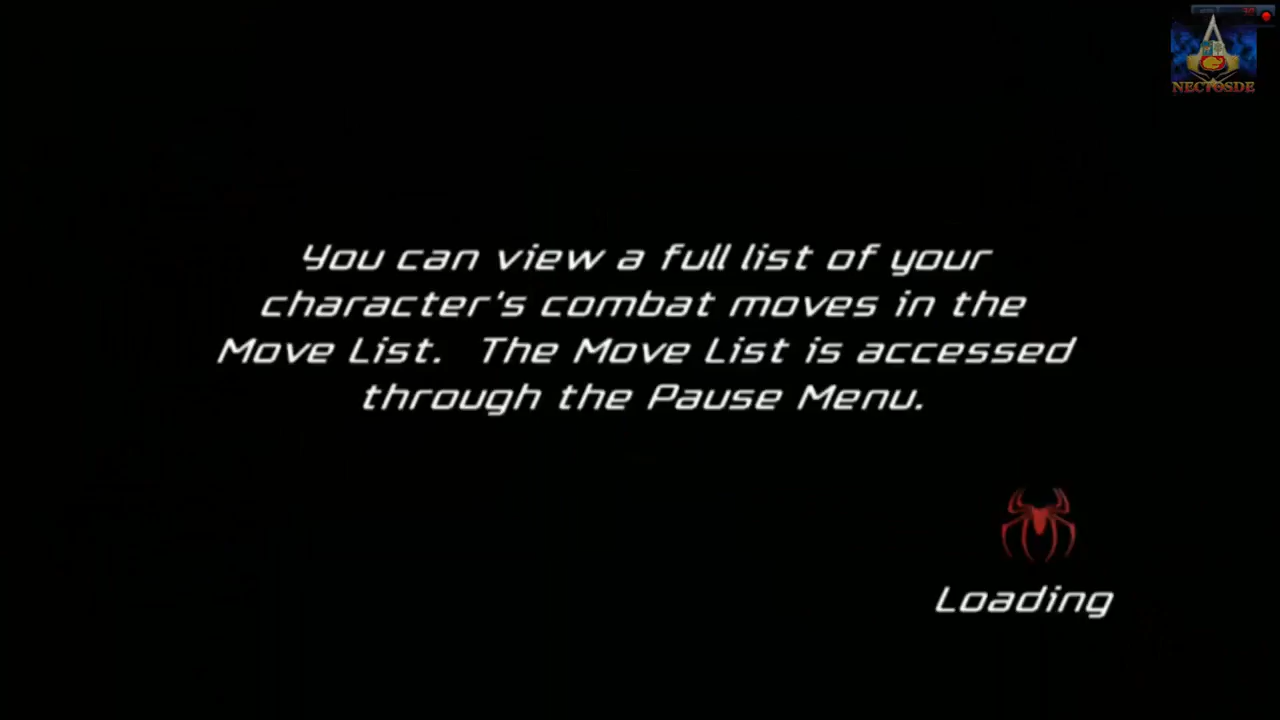 NECTOSDE
You can view a full list of your
character's combat moves in the
Move List. The Move List is accessed
through the Pause Menu.
Loading